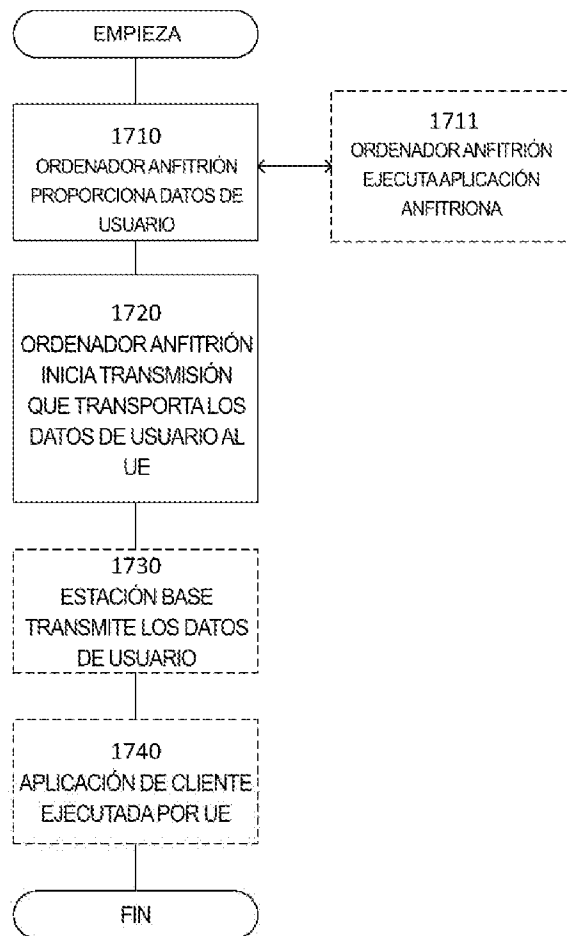 EMPIEZA
1710
ORDENADOR ANFITRIÓN
PROPORCIONA DATOS DE
USUARIO
1711
ORDENADOR ANFITRIÓN
EJECUTA APLICACIÓN
ANFITRIONA
1720
ORDENADOR ANFITRIÓN
INICIA TRANSMISIÓN
QUE TRANSPORTA LOS
DATOS DE USUARIO AL
UE
1730
ESTACIÓN BASE
TRANSMITE LOS DATOS
DE USUARIO
1740
APLICACIÓN DE CLIENTE
EJECUTADA POR UE
FIN